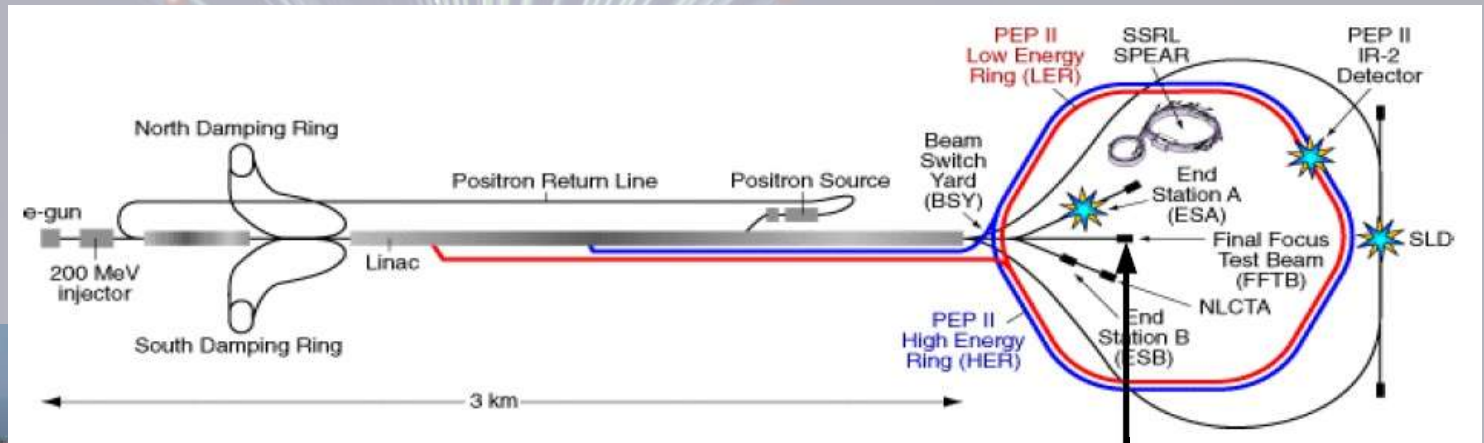 PEP II
Low Energy
Ring (LER)
SSRL
SPEAR
PEP II
IR-2
Detector
North Damping Ring
Beam
Switch
Yard
(BSY)
Positron Return Line
Positron Source
End
Station A
(ESA)
e-gun
Linac
Final Focus
Test Beam
(FFTB)
SLD
200 MeV
injector
NLCTA
PEP II
High Energy
Ring (HER)
End
Station B
(ESB)
South Damping Ring
3 km